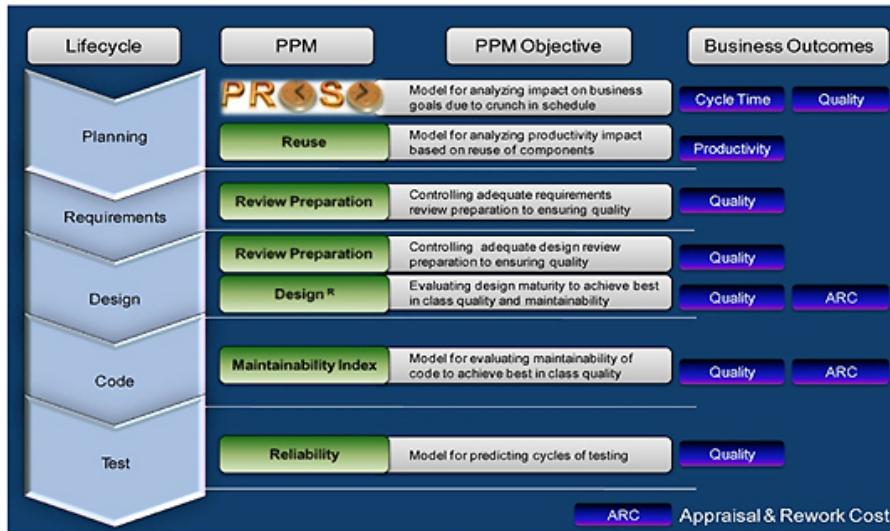 Lifecycle PPM PPM Objective Business Outcomes
Planning
PR<S>
Model for analyzing impact on business
goals due to crunch in schedule
Cycle Time Quality
Reuse
Model for analyzing productivity impact
based on reuse of components
Productivity
Requirements
Review Preparation
Controlling adequate requirements
review preparation to ensuring quality
Quality
Design
Review Preparation
Controlling adequate design review
preparation to ensuring quality
Quality
Design R
Evaluating design maturity to achieve best
in class quality and maintainability
Quality ARC
Code
Maintainability Index
Model for evaluating maintainability of
code to achieve best in class quality
Quality ARC
Test
Reliability
Model for predicting cycles of testing
Quality
ARC Appraisal & Rework Cost